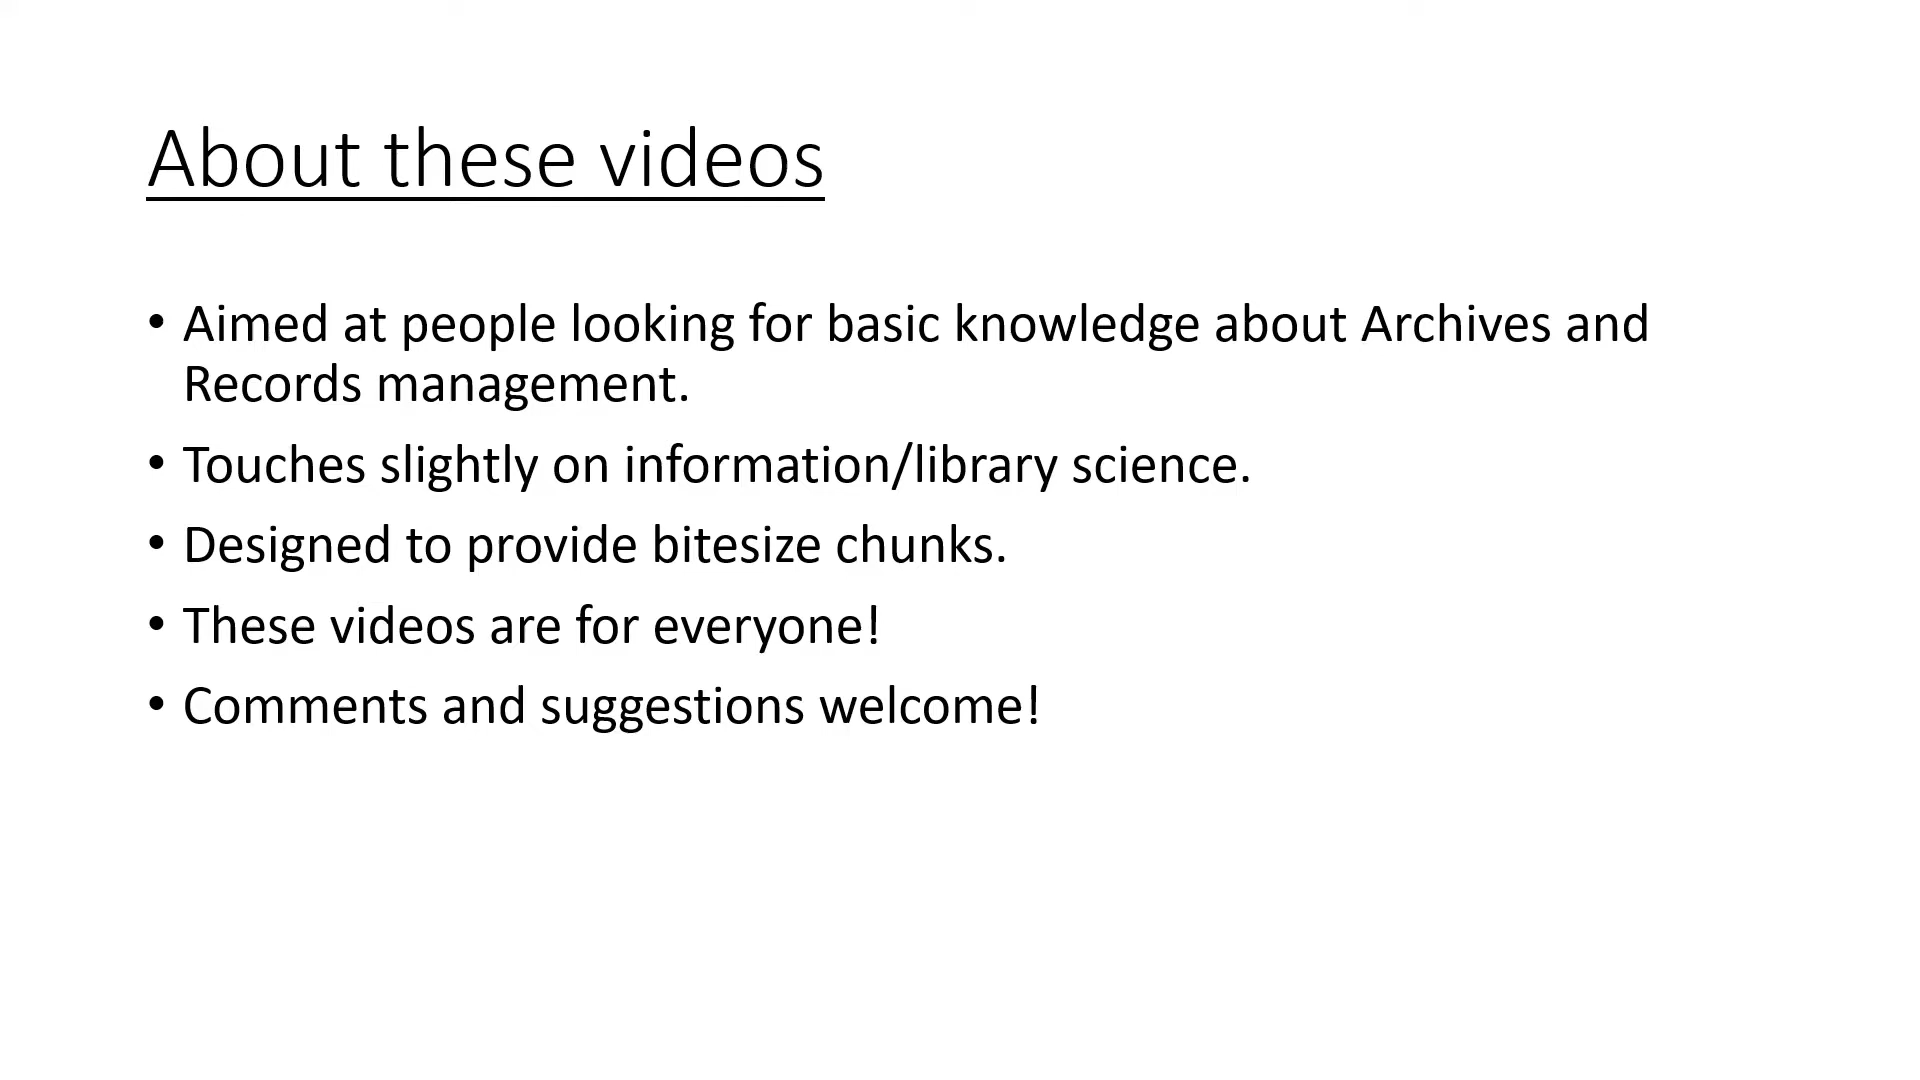 About these videos
• Aimed at people looking for basic knowledge about Archives and
Records management.
• Touches slightly on information/library science.
• Designed to provide bitesize chunks.
• These videos are for everyone!
• Comments and suggestions welcome!